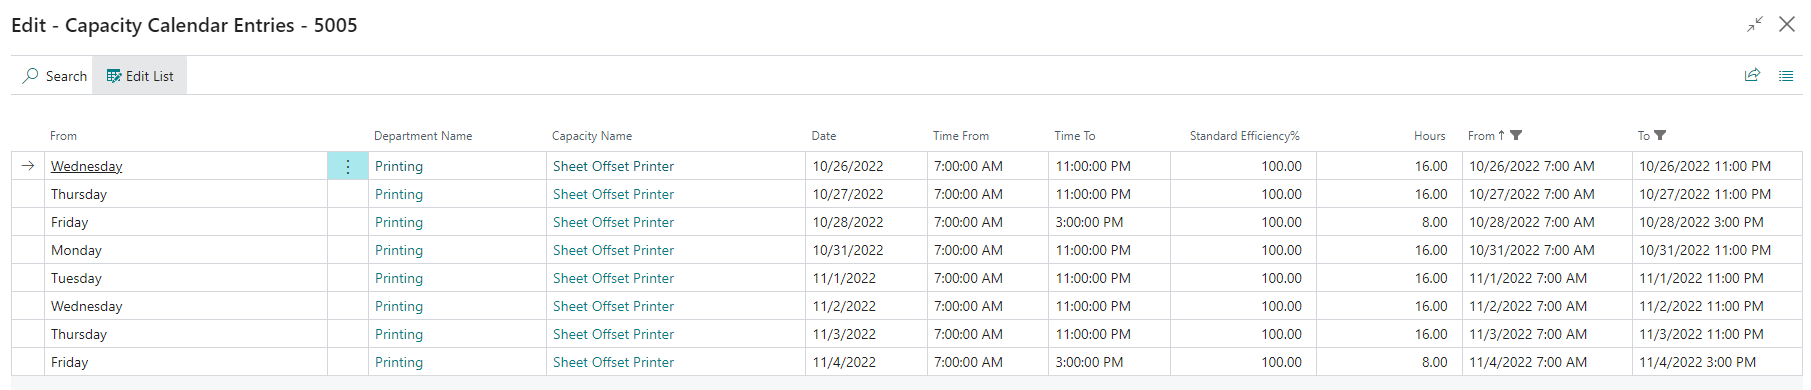 Edit - Capacity Calendar Entries - 5005
Search Edit List
From Department Name Capacity Name Date Time From Time To Standard Efficiency% Hours From ↑ To
→ Wednesday ⋮ Printing Sheet Offset Printer 10/26/2022 7:00:00 AM 11:00:00 PM 100.00 16.00 10/26/2022 7:00 AM 10/26/2022 11:00 PM
Thursday Printing Sheet Offset Printer 10/27/2022 7:00:00 AM 11:00:00 PM 100.00 16.00 10/27/2022 7:00 AM 10/27/2022 11:00 PM
Friday Printing Sheet Offset Printer 10/28/2022 7:00:00 AM 3:00:00 PM 100.00 8.00 10/28/2022 7:00 AM 10/28/2022 3:00 PM
Monday Printing Sheet Offset Printer 10/31/2022 7:00:00 AM 11:00:00 PM 100.00 16.00 10/31/2022 7:00 AM 10/31/2022 11:00 PM
Tuesday Printing Sheet Offset Printer 11/1/2022 7:00:00 AM 11:00:00 PM 100.00 16.00 11/1/2022 7:00 AM 11/1/2022 11:00 PM
Wednesday Printing Sheet Offset Printer 11/2/2022 7:00:00 AM 11:00:00 PM 100.00 16.00 11/2/2022 7:00 AM 11/2/2022 11:00 PM
Thursday Printing Sheet Offset Printer 11/3/2022 7:00:00 AM 11:00:00 PM 100.00 16.00 11/3/2022 7:00 AM 11/3/2022 11:00 PM
Friday Printing Sheet Offset Printer 11/4/2022 7:00:00 AM 3:00:00 PM 100.00 8.00 11/4/2022 7:00 AM 11/4/2022 3:00 PM